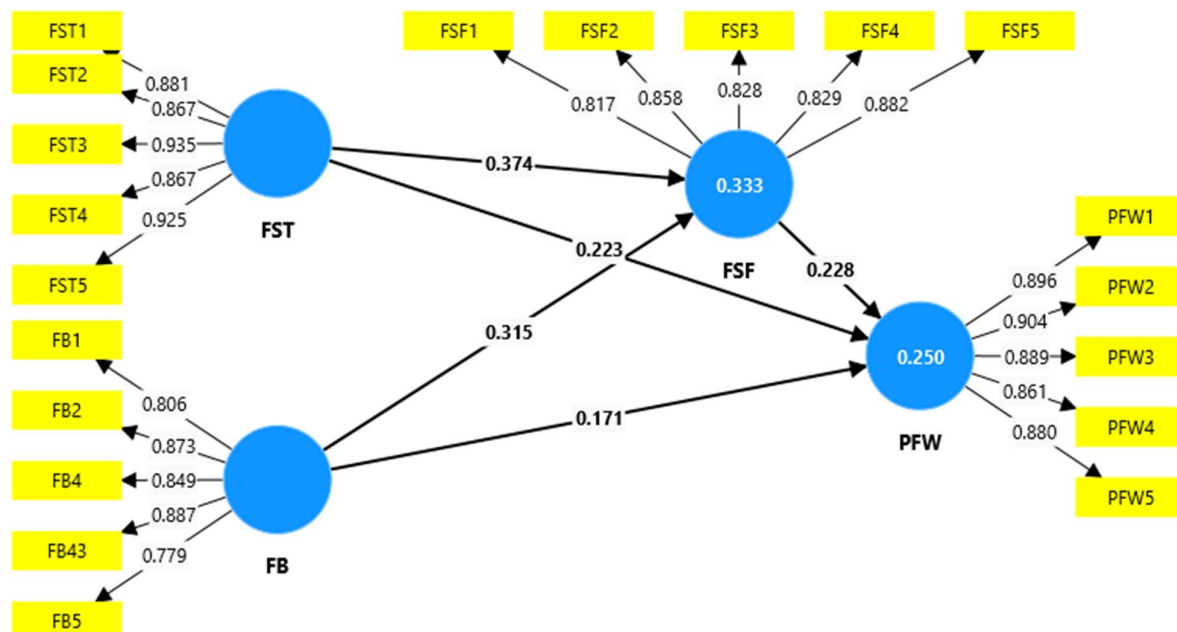 FST1
FST2
FST3
FST4
FST5
0.881
0.867
0.935
0.867
0.925
FST
FSF1
FSF2
FSF3
FSF4
FSF5
0.817
0.858
0.828
0.829
0.882
0.333
FSF
0.374
0.223
0.315
0.228
0.171
FB1
FB2
FB4
FB43
FB5
0.806
0.873
0.849
0.887
0.779
FB
0.250
PFW
0.896
0.904
0.889
0.861
0.880
PFW1
PFW2
PFW3
PFW4
PFW5